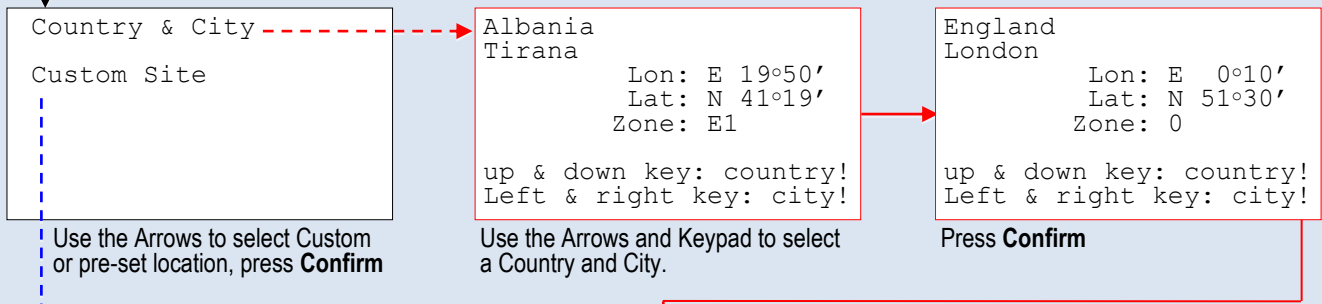 Country & City
Custom Site
Use the Arrows to select Custom
or pre-set location, press Confirm
Albania
Tirana
Lon: E 19°50′
Lat: N 41°19′
Zone: E1
up & down key: country!
Left & right key: city!
Use the Arrows and Keypad to select
a Country and City.
England
London
Lon: E 0°10′
Lat: N 51°30′
Zone: 0
up & down key: country!
Left & right key: city!
Press Confirm